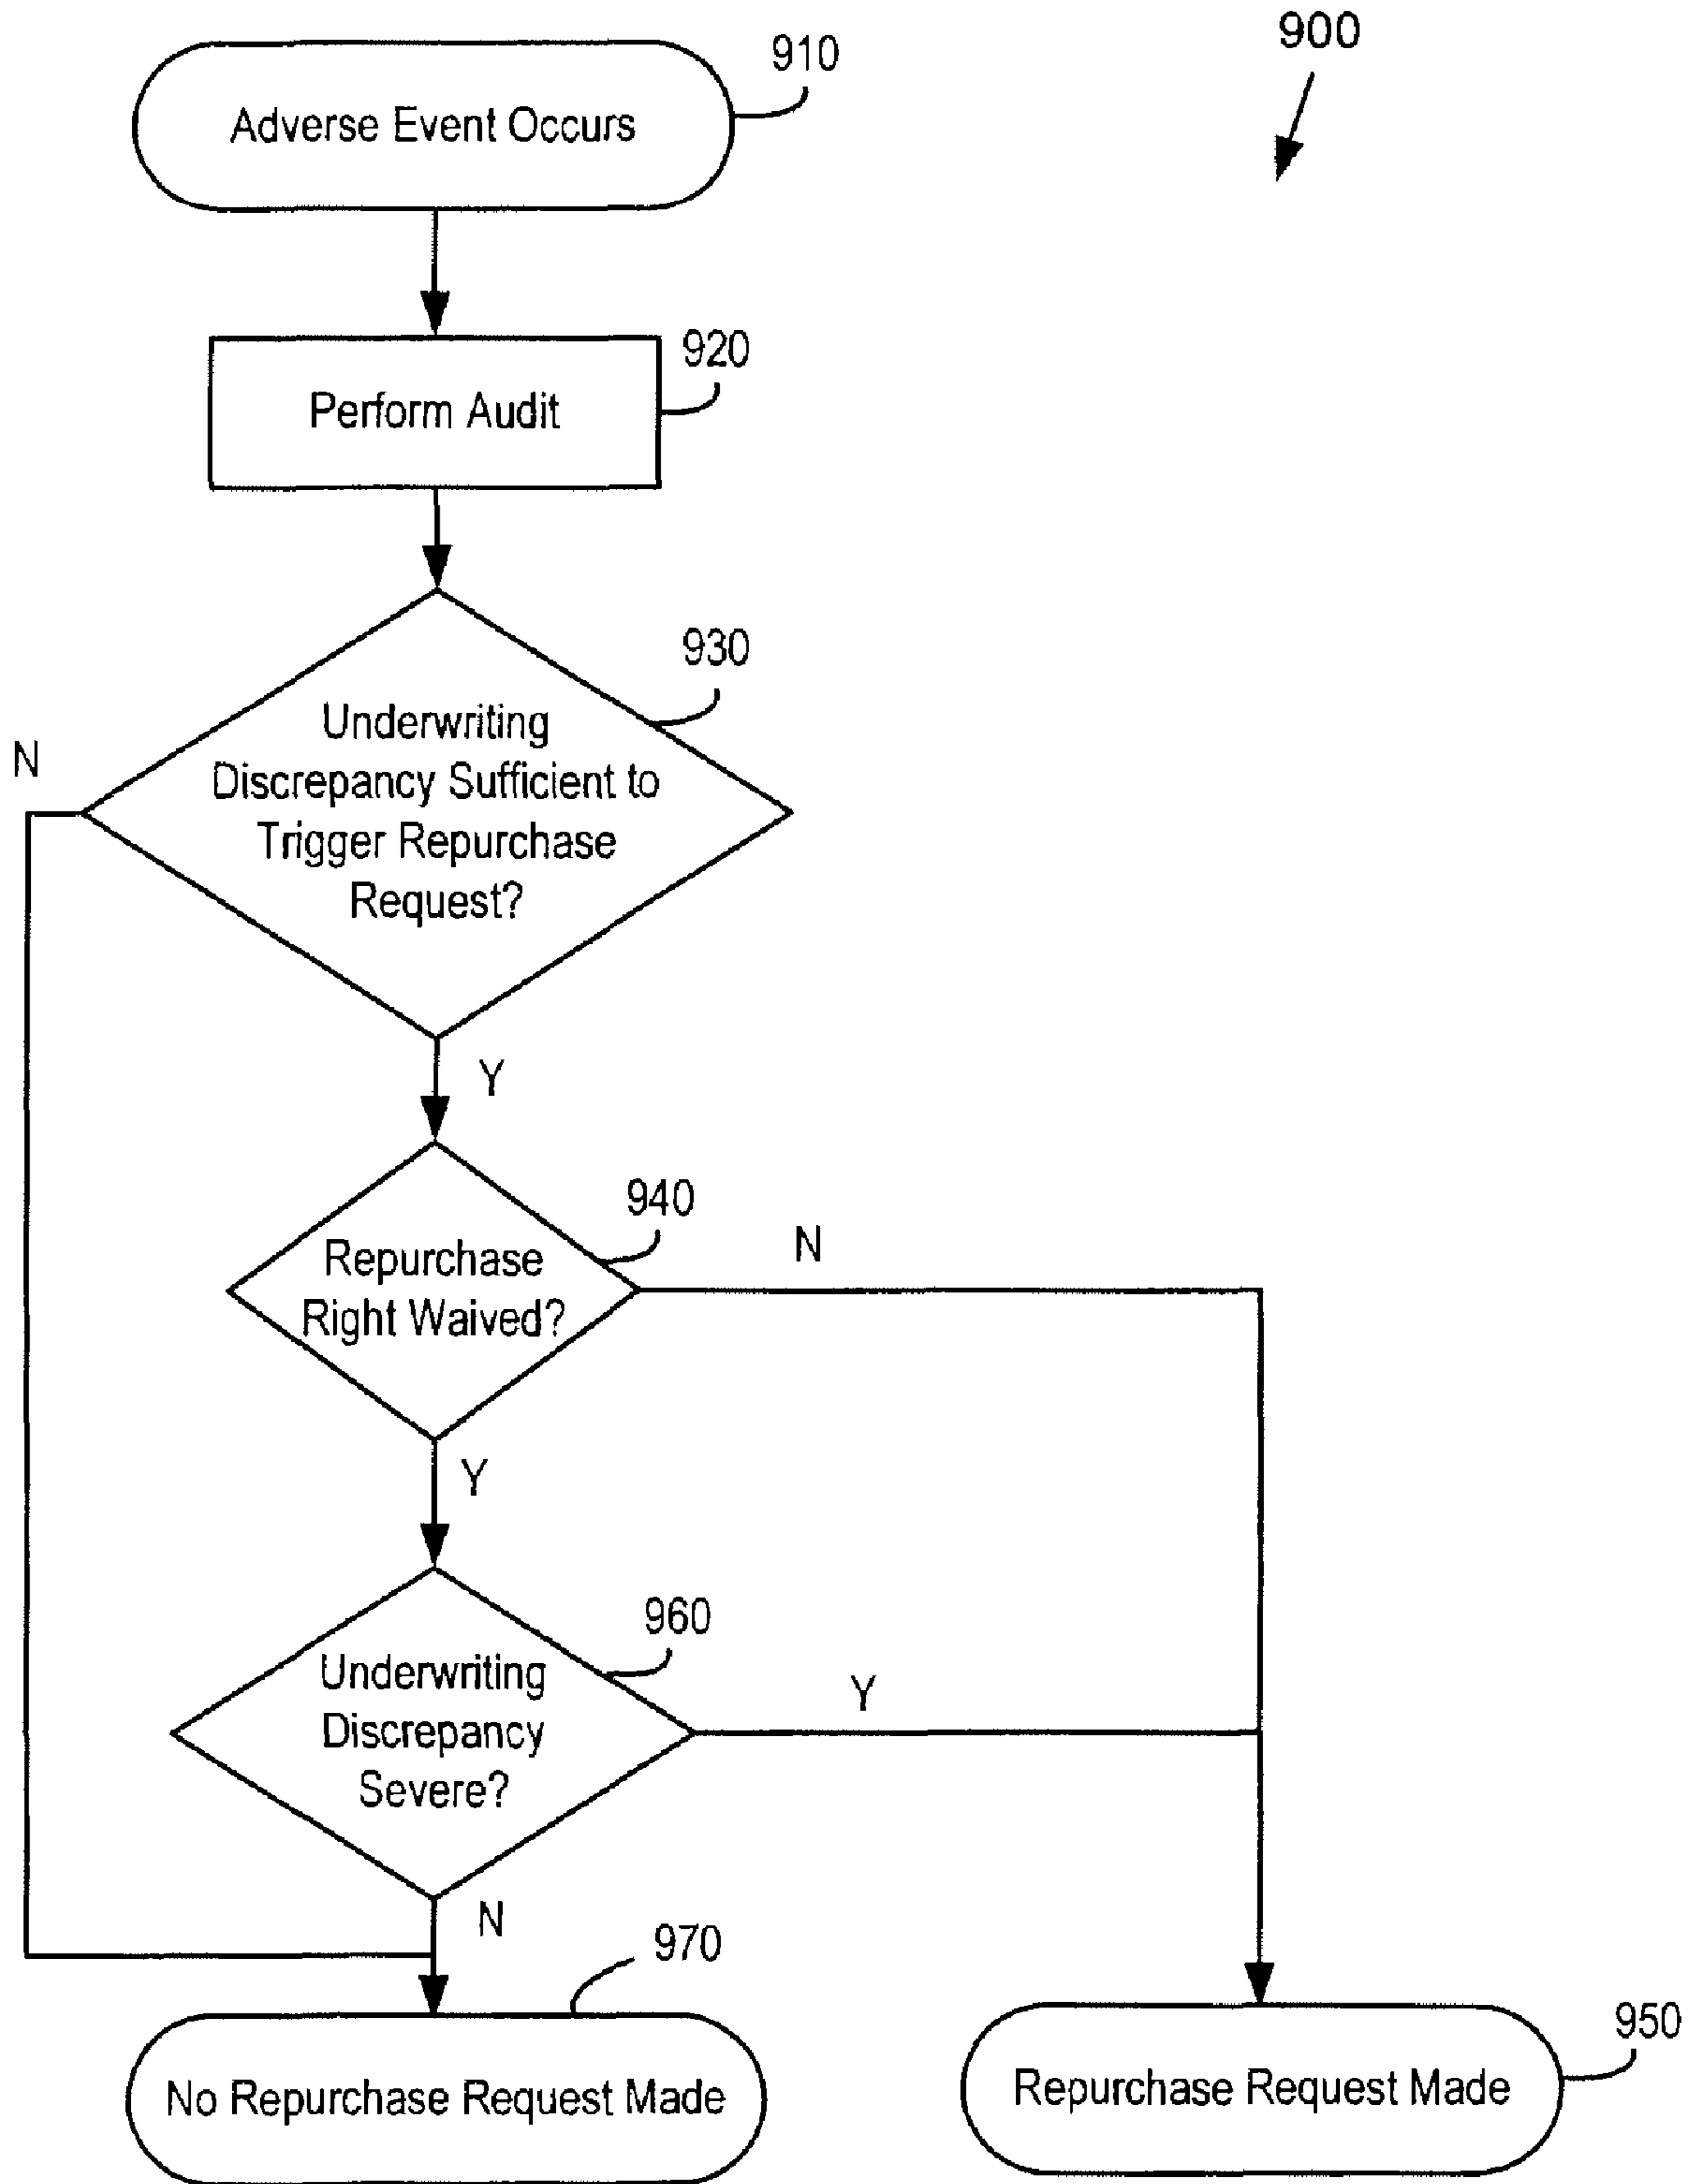 900
910
Adverse Event Occurs
920
Perform Audit
930
Underwriting
Discrepancy Sufficient to
Trigger Repurchase
Request?
N
Y
940
Repurchase
Right Waived?
N
Y
960
Underwriting
Discrepancy
Severe?
Y
N
970
No Repurchase Request Made
950
Repurchase Request Made